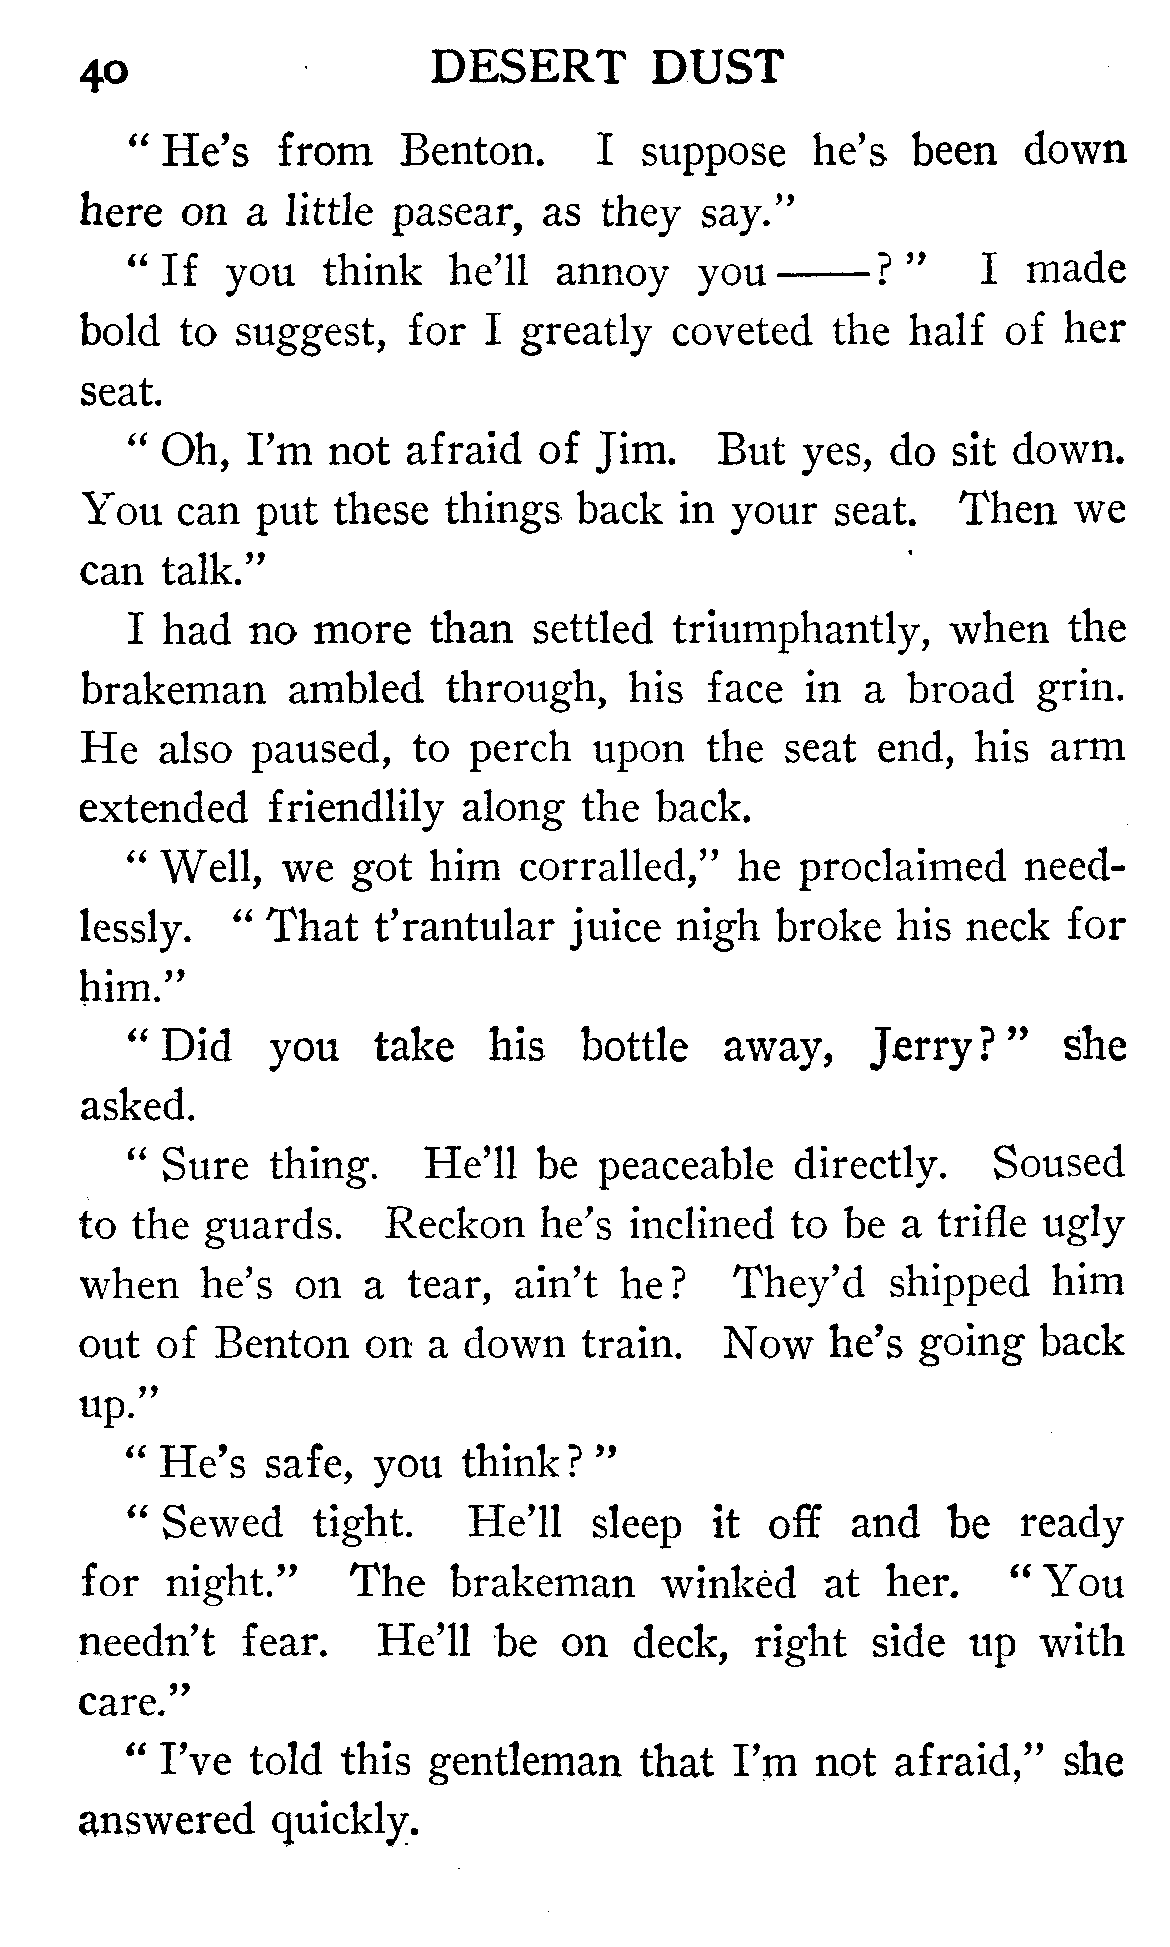 40 DESERT DUST
“ He’s from Benton. I suppose he’s been down
here on a little pasear, as they say.”
“ If you think he’ll annoy you——? ” I made
bold to suggest, for I greatly coveted the half of her
seat.
“ Oh, I’m not afraid of Jim. But yes, do sit down.
You can put these things back in your seat. Then we
can talk.”
I had no more than settled triumphantly, when the
brakeman ambled through, his face in a broad grin.
He also paused, to perch upon the seat end, his arm
extended friendlily along the back.
“ Well, we got him corralled,” he proclaimed need-
lessly. “ That t’rantular juice nigh broke his neck for
him.”
“ Did you take his bottle away, Jerry? ” she
asked.
“ Sure thing. He’ll be peaceable directly. Soused
to the guards. Reckon he’s inclined to be a trifle ugly
when he’s on a tear, ain’t he? They’d shipped him
out of Benton on a down train. Now he’s going back
up.”
“ He’s safe, you think? ”
“ Sewed tight. He’ll sleep it off and be ready
for night.” The brakeman winked at her. “ You
needn’t fear. He’ll be on deck, right side up with
care.”
“ I’ve told this gentleman that I’m not afraid,” she
answered quickly.